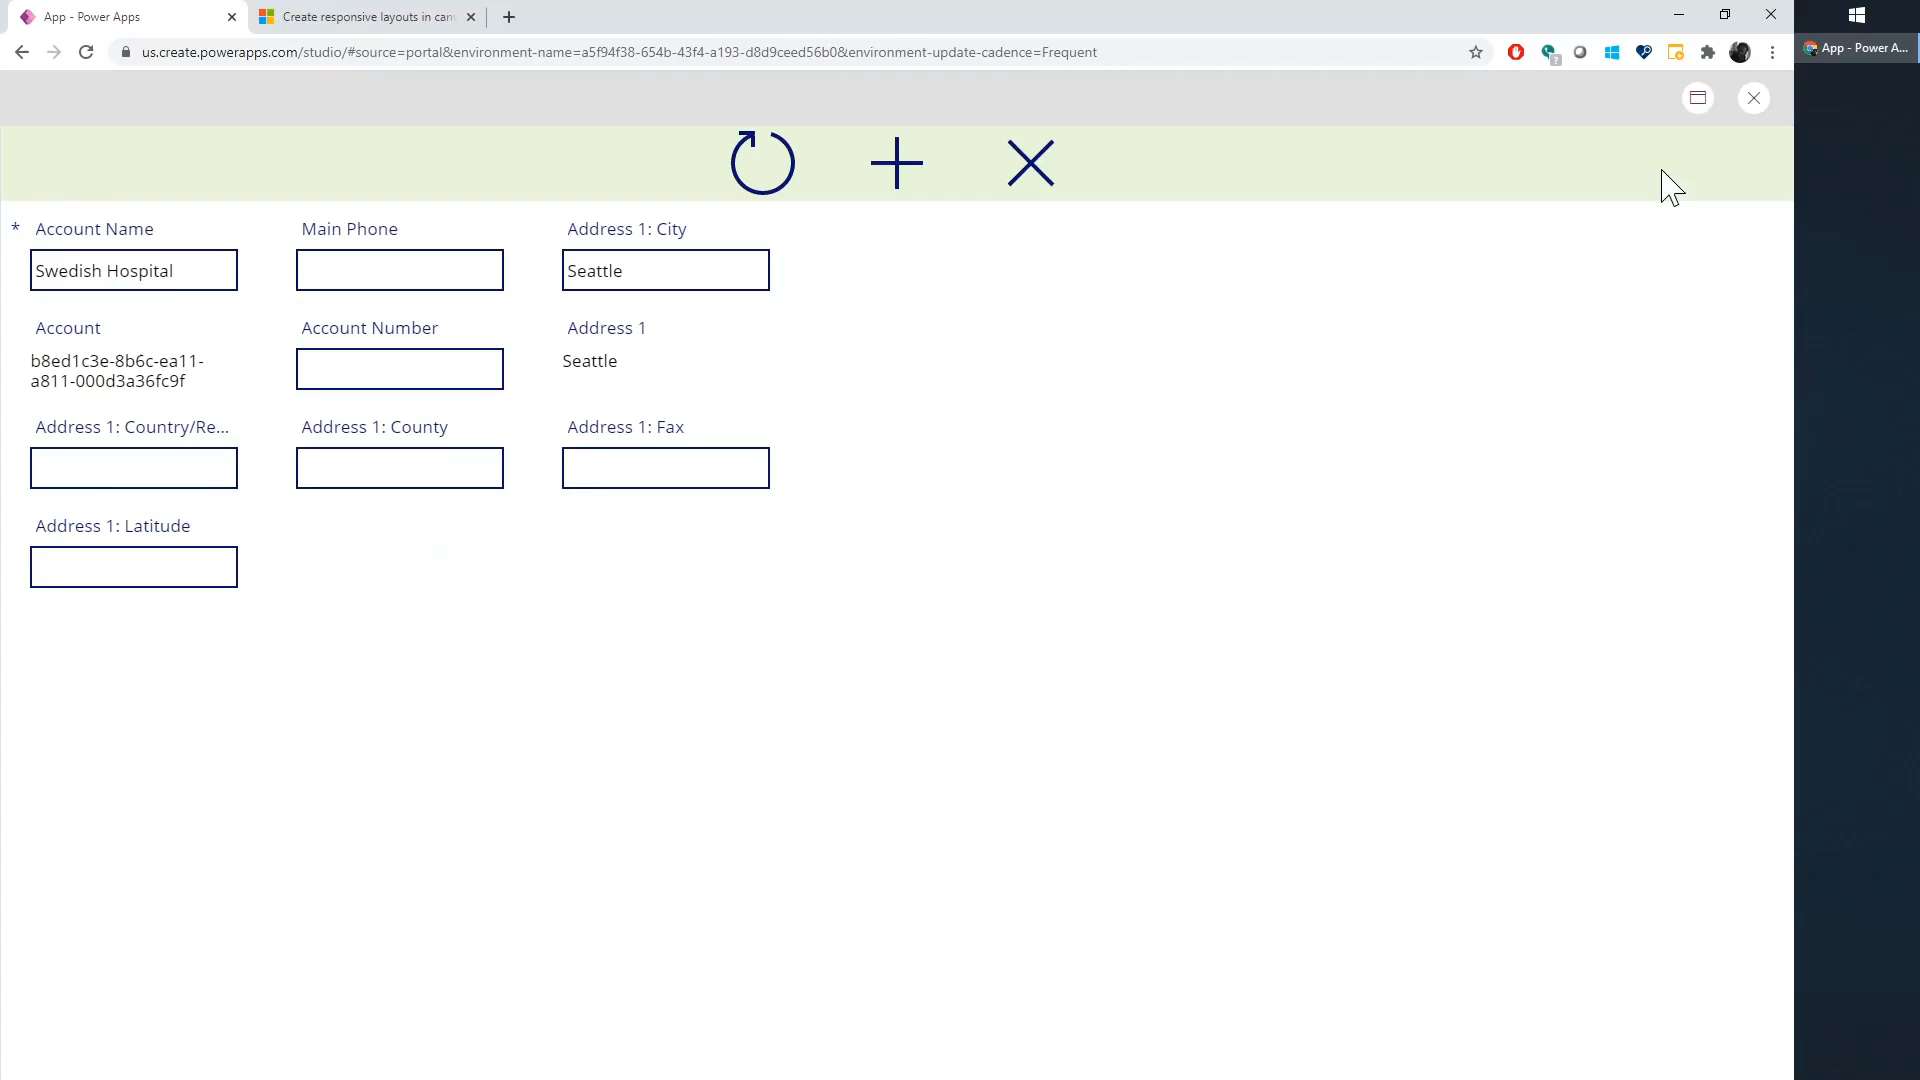 App - Power Apps
Create responsive layouts in can
us.create.powerapps.com/studio/#source=portal&environment-name=a5f94f38-654b-43f4-a193-d8d9ceed56b0&environment-update-cadence=Frequent
App - Power A...
* Account Name
Main Phone
Address 1: City
Swedish Hospital
Seattle
Account
Account Number
Address 1
b8ed1c3e-8b6c-ea11-
a811-000d3a36fc9f
Seattle
Address 1: Country/Re...
Address 1: County
Address 1: Fax
Address 1: Latitude